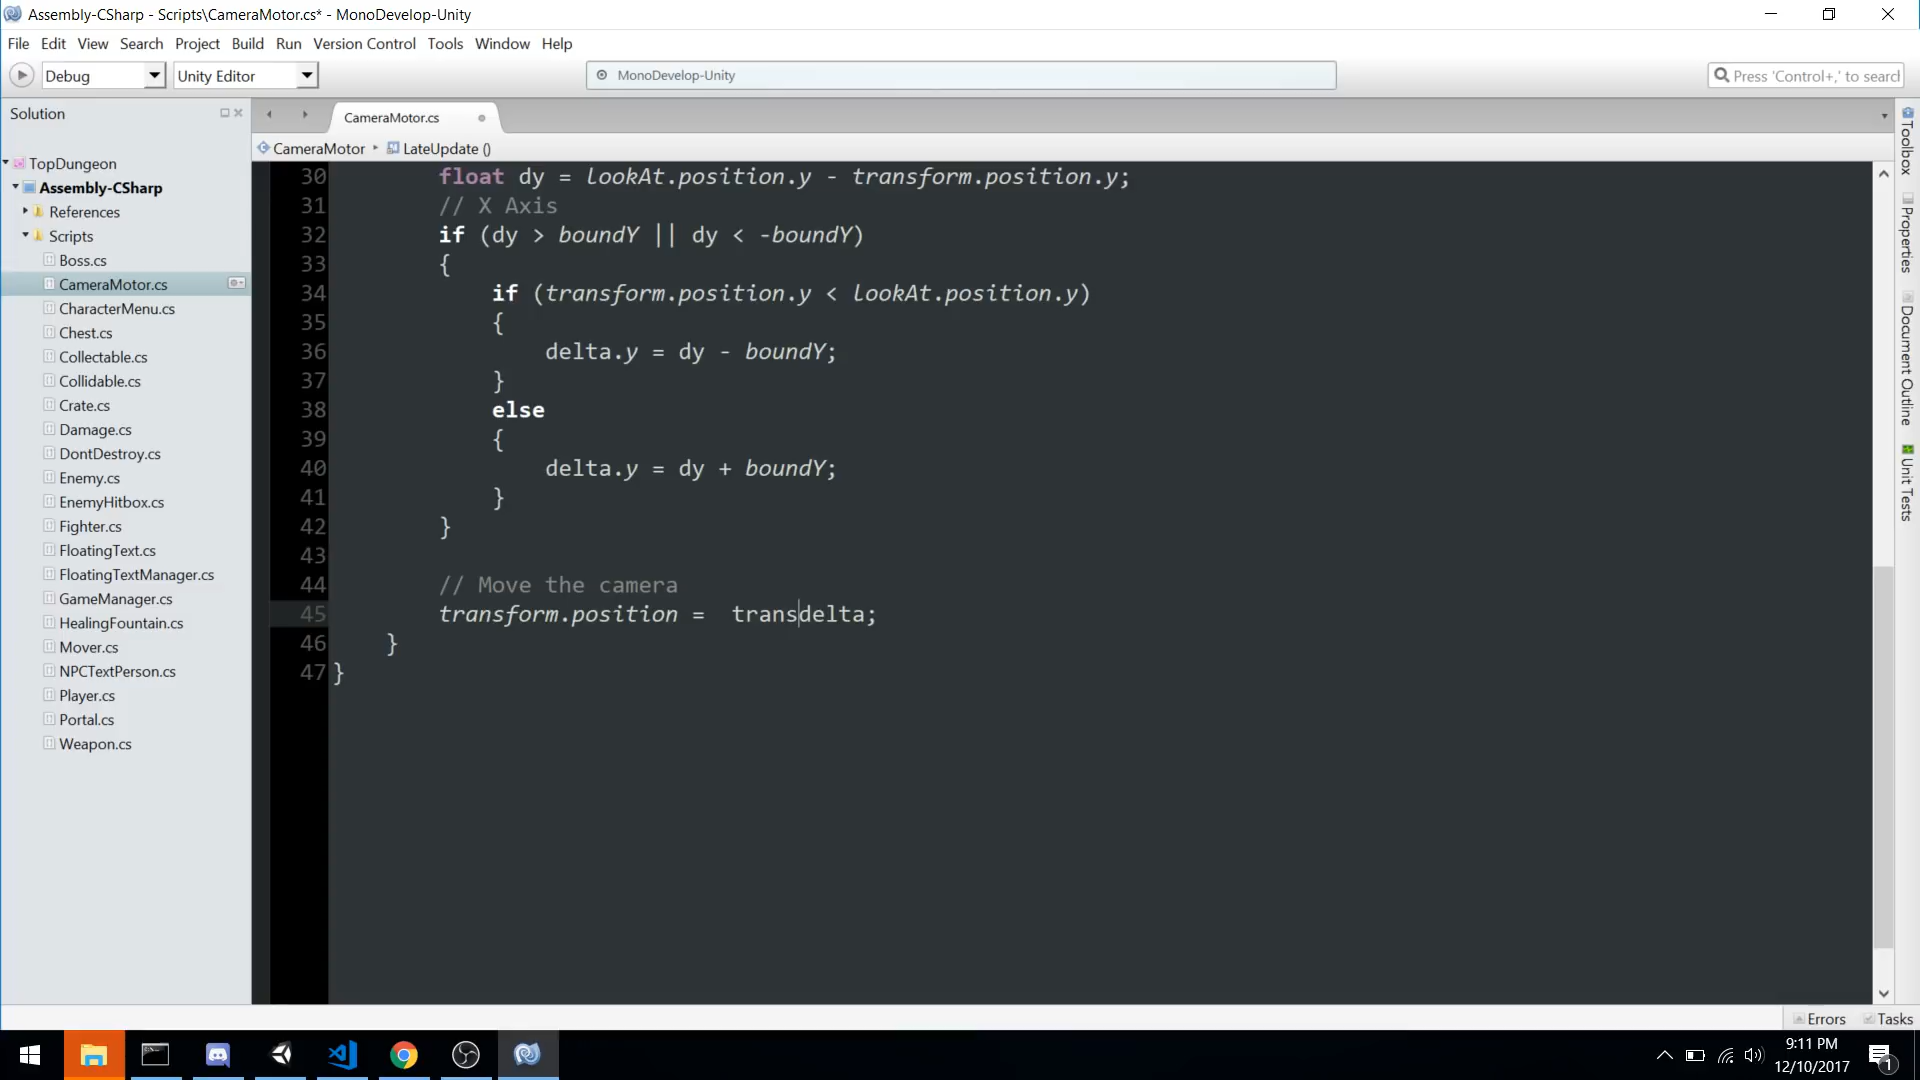 Assembly-CSharp - Scripts\CameraMotor.cs* - MonoDevelop-Unity
File Edit View Search Project Build Run Version Control Tools Window Help
Debug Unity Editor MonoDevelop-Unity Press 'Control+,' to search
Solution
TopDungeon
Assembly-CSharp
References
Scripts
Boss.cs
CameraMotor.cs
CharacterMenu.cs
Chest.cs
Collectable.cs
Collidable.cs
Crate.cs
Damage.cs
DontDestroy.cs
Enemy.cs
EnemyHitbox.cs
Fighter.cs
FloatingText.cs
FloatingTextManager.cs
GameManager.cs
HealingFountain.cs
Mover.cs
NPCTextPerson.cs
Player.cs
Portal.cs
Weapon.cs
CameraMotor.cs
CameraMotor LateUpdate ()
30 float dy = lookAt.position.y - transform.position.y;
31 // X Axis
32 if (dy > boundY || dy < -boundY)
33 {
34 if (transform.position.y < lookAt.position.y)
35 {
36 delta.y = dy - boundY;
37 }
38 else
39 {
40 delta.y = dy + boundY;
41 }
42 }
43
44 // Move the camera
45 transform.position =  transdelta;
46 }
47 }
Toolbox
Properties
Document Outline
Unit Tests
Errors Tasks
9:11 PM
12/10/2017
1